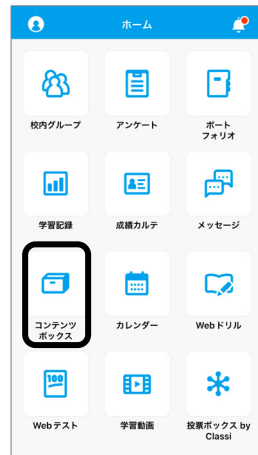 ホーム
校内グループ
アンケート
ポート
フォリオ
学習記録
成績カルテ
メッセージ
コンテンツ
ボックス
カレンダー
Webドリル
100
Webテスト
学習動画
投票ボックス by
Classi